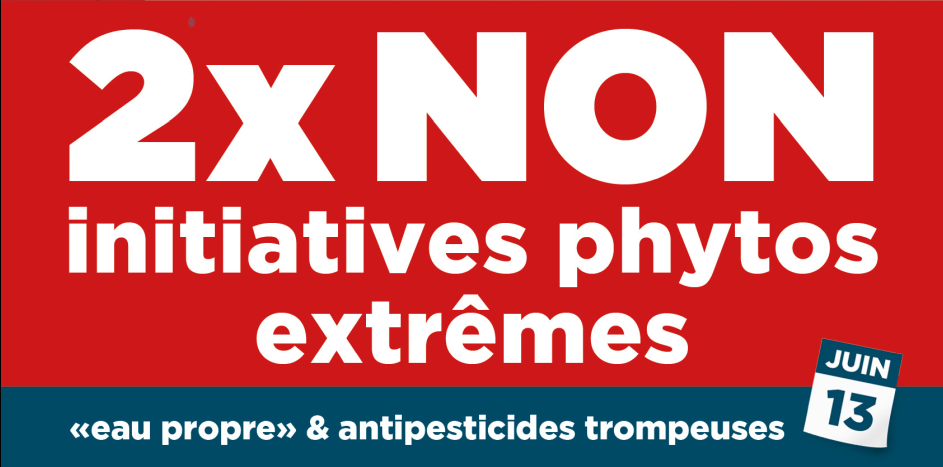 2x NON
initiatives phytos
extrêmes
JUIN
13
«eau propre» & antipesticides trompeuses